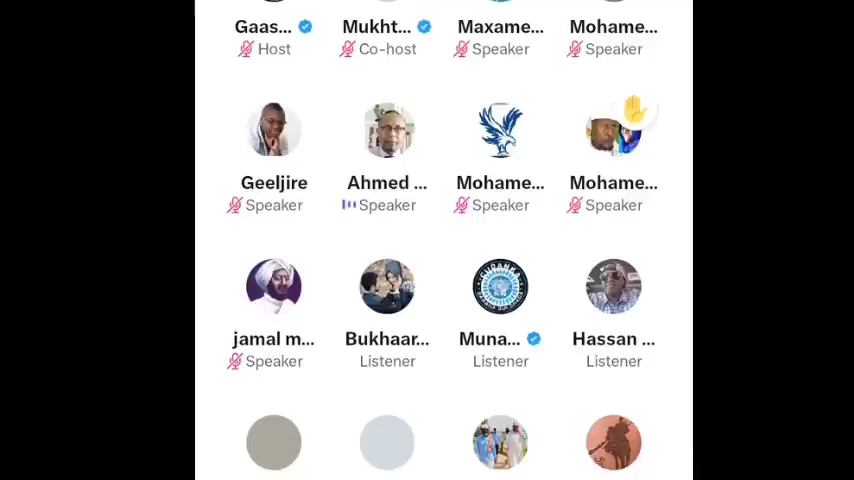 Gaas... Mukht... Maxame... Mohame...
Host Co-host Speaker Speaker
Geeljire Ahmed ... Mohame... Mohame...
Speaker Speaker Speaker Speaker
jamal m... Bukhaar... Muna... Hassan ...
Speaker Listener Listener Listener